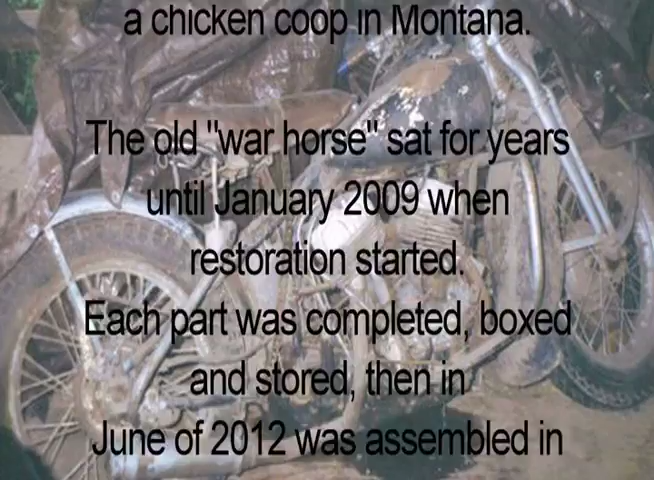 a chicken coop in Montana.
The old "war horse" sat for years
until January 2009 when
restoration started.
Each part was completed, boxed
and stored, then in
June of 2012 was assembled in